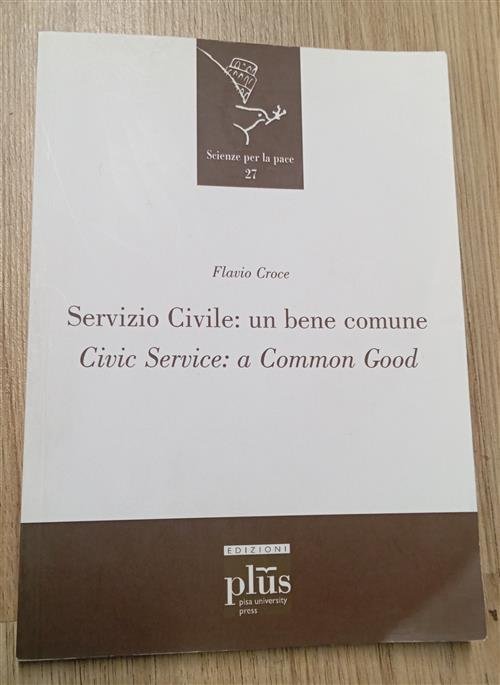 Scienze per la pace
27
Flavio Croce
Servizio Civile: un bene comune
Civic Service: a Common Good
EDIZIONI
plus
pisa university
press